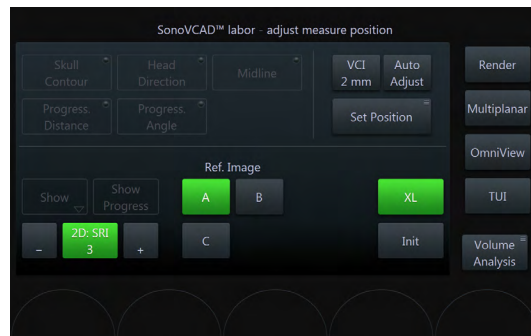 SonoVCAD™ labor - adjust measure position
Skull
Contour
Head
Direction
Midline
VCI
2 mm
Auto
Adjust
Render
Progress.
Distance
Progress.
Angle
Set Position
Multiplanar
OmniView
Ref. Image
Show
Show
Progress
A
B
XL
TUI
-
2D: SRI
3
+
C
Init
Volume
Analysis